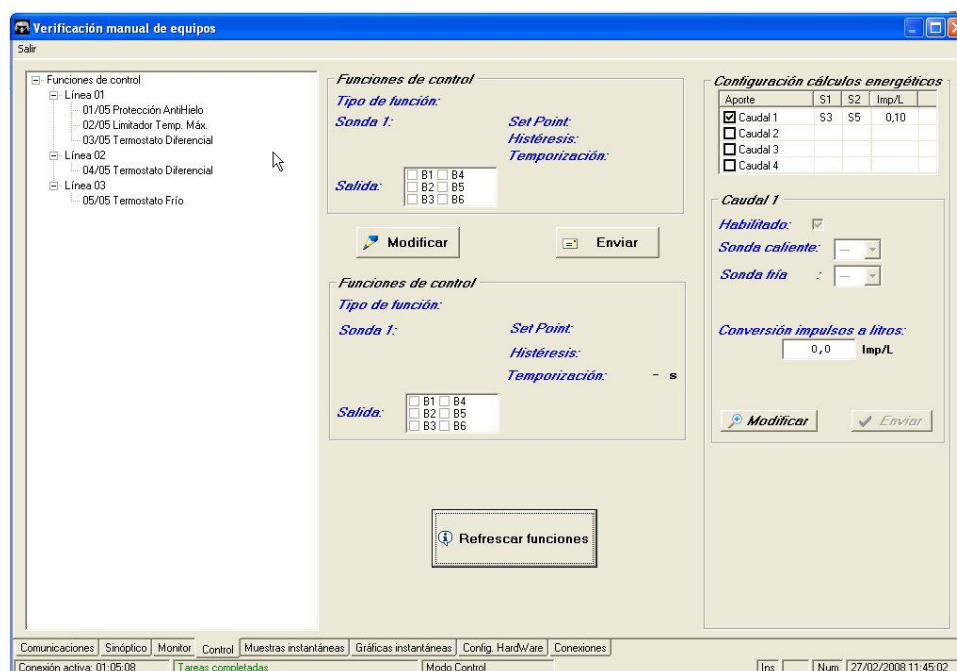 Verificación manual de equipos
Salir
Funciones de control
Línea 01
01/05 Protección AntiHielo
02/05 Limitador Temp. Máx.
03/05 Termostato Diferencial
Línea 02
04/05 Termostato Diferencial
Línea 03
05/05 Termostato Frío
Funciones de control
Tipo de función:
Sonda 1: Set Point:
Histéresis:
Temporización:
Salida: B1 B4
B2 B5
B3 B6
Modificar Enviar
Funciones de control
Tipo de función:
Sonda 1: Set Point:
Histéresis:
Temporización: - s
Salida: B1 B4
B2 B5
B3 B6
Refrescar funciones
Configuración cálculos energéticos
Aporte S1 S2 Imp/L
Caudal 1 S3 S5 0,10
Caudal 2
Caudal 3
Caudal 4
Caudal 1
Habilitado:
Sonda caliente: ---
Sonda fría : ---
Conversión impulsos a litros:
0,0 Imp/L
Modificar Enviar
Comunicaciones Sinóptico Monitor Control Muestras instantáneas Gráficas instantáneas Config. HardWare Conexiones
Conexión activa: 01:05:08 Tareas completadas Modo Control Ins Num 27/02/2008 11:45:02